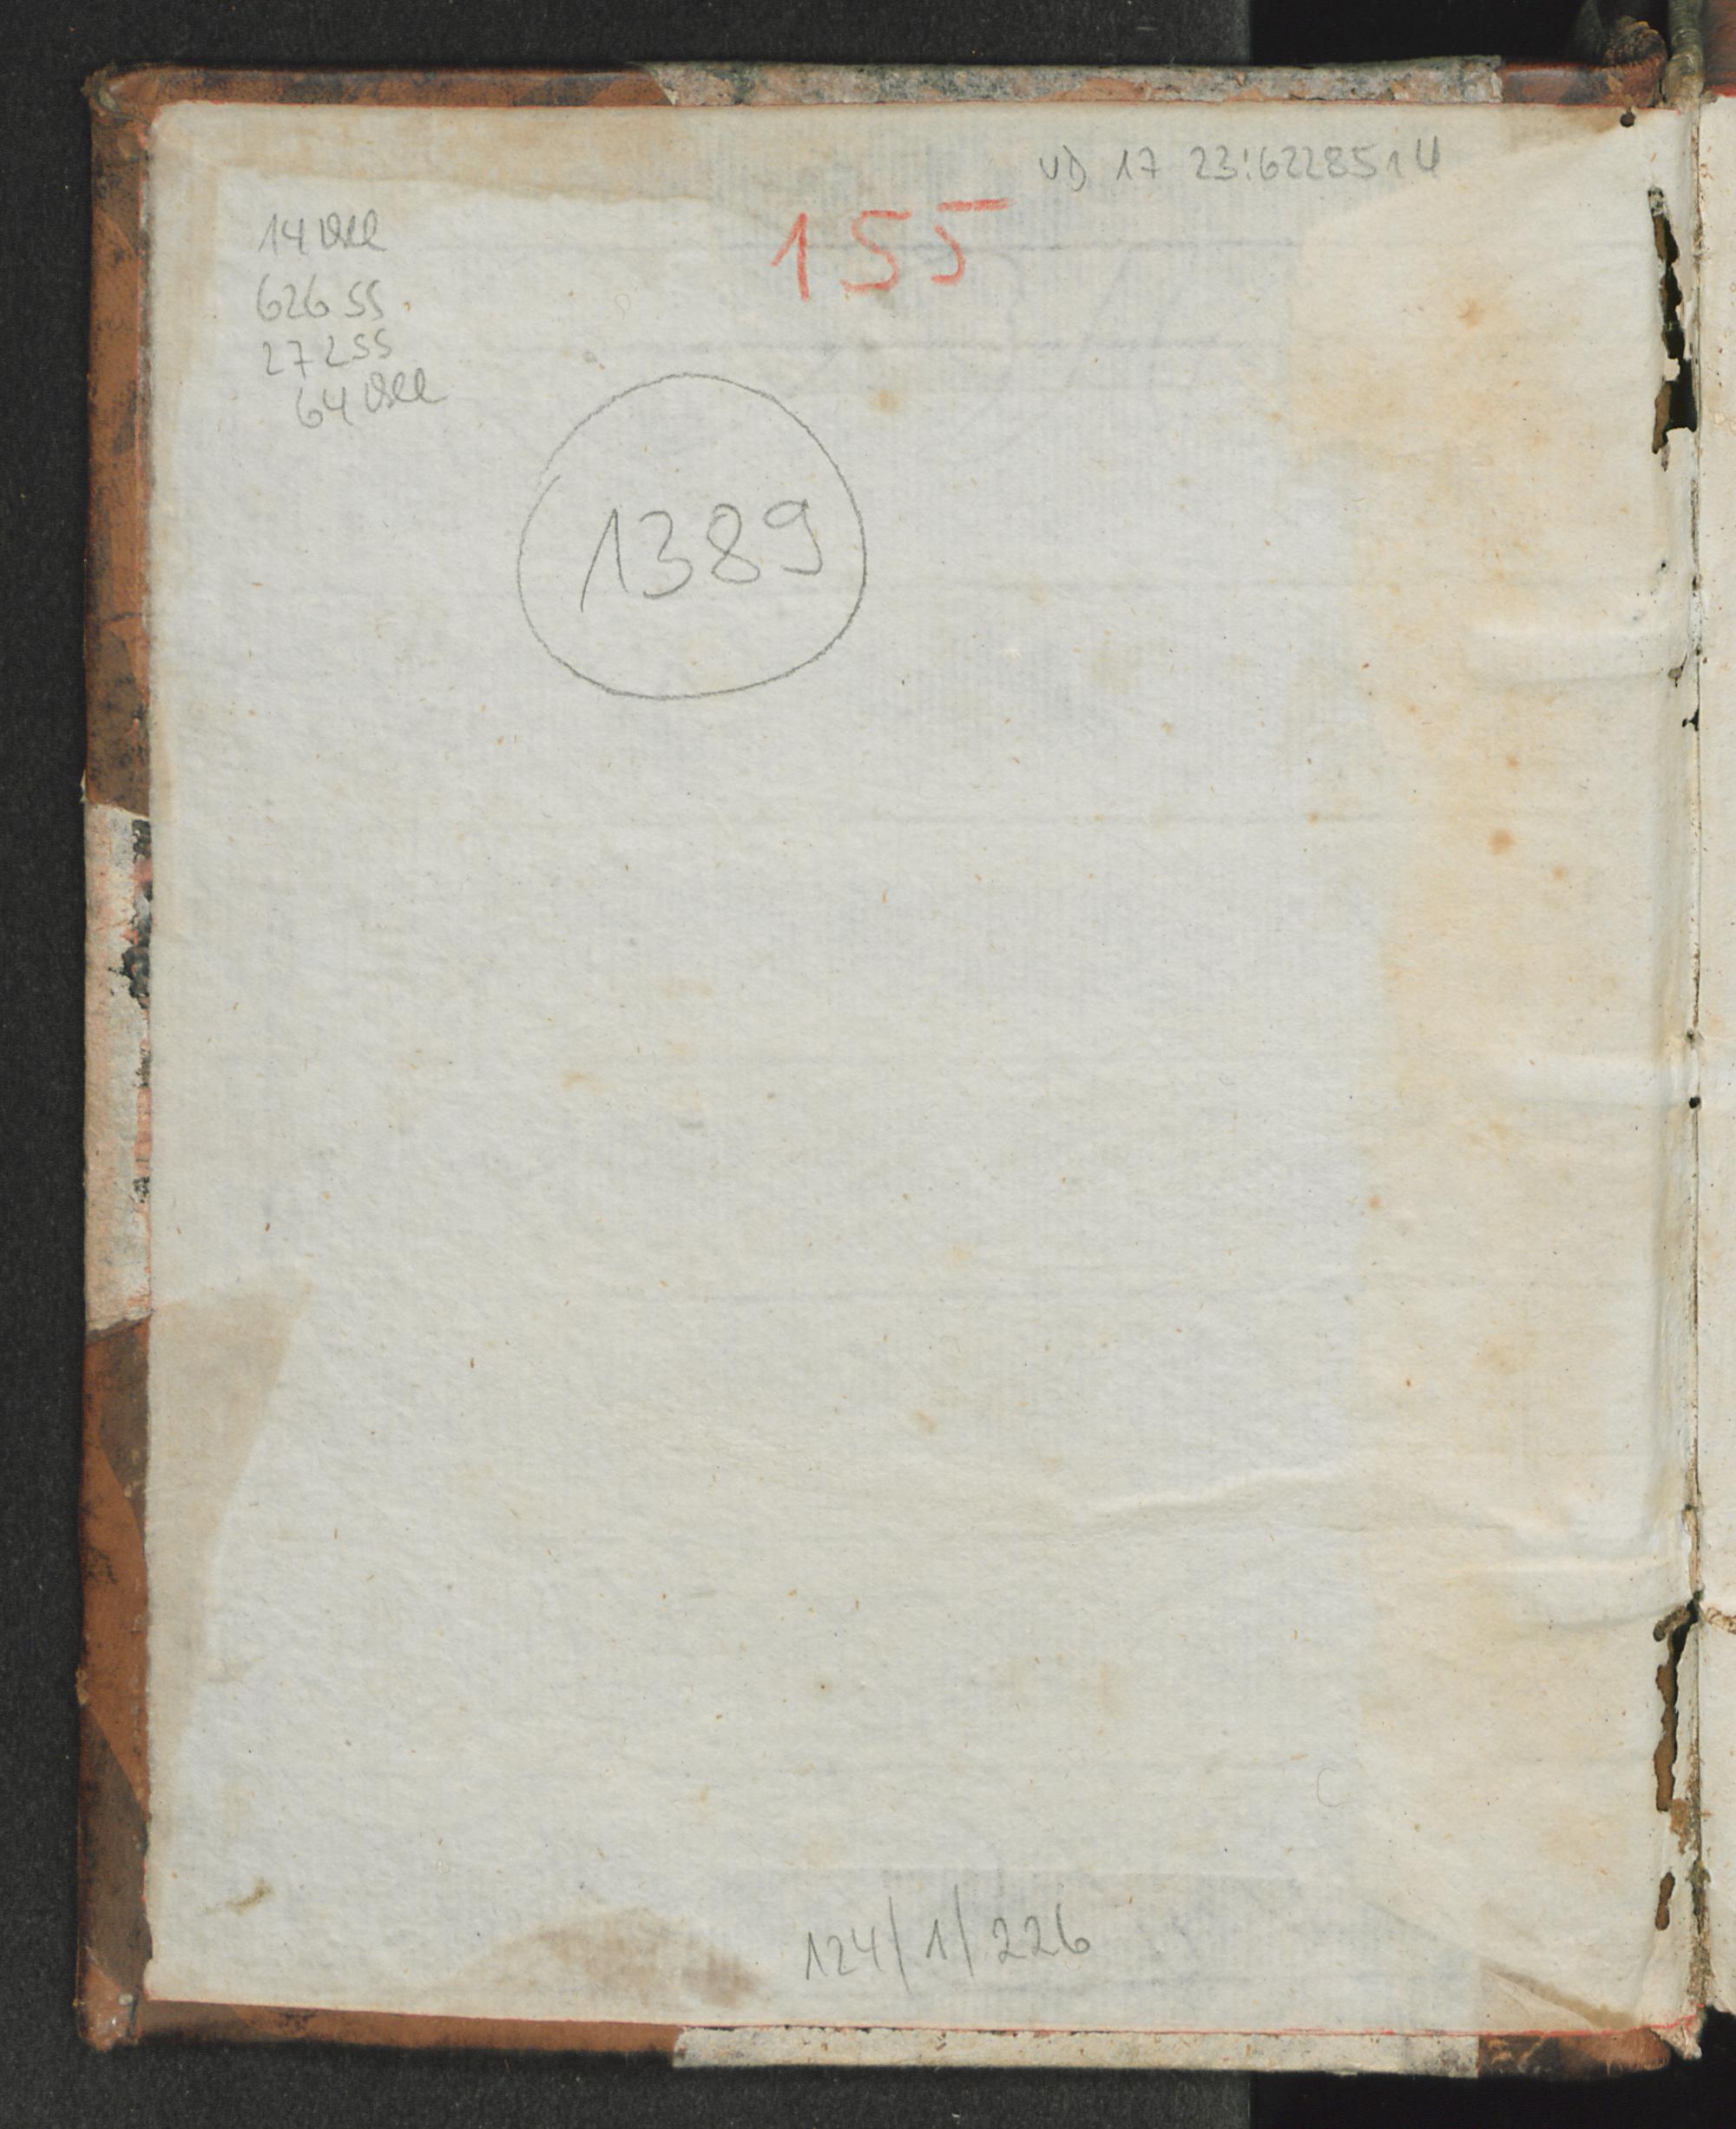 VD 17 23:622851U
155
14 Bll
626 SS.
272 SS
64 Bll
1389
124/1/226